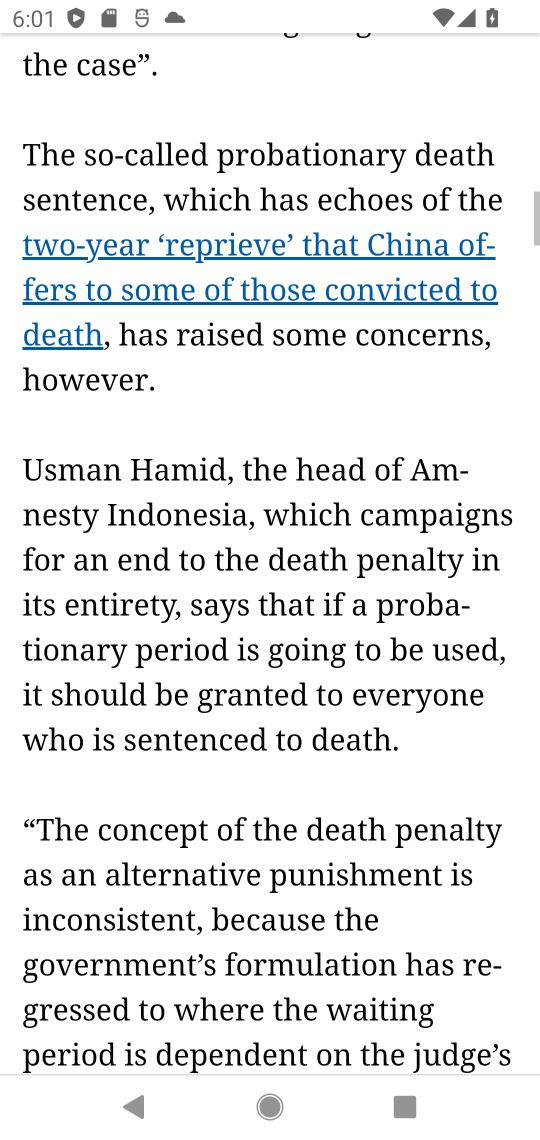 6:01
the case”.
The so-called probationary death
sentence, which has echoes of the
two-year ‘reprieve’ that China of-
fers to some of those convicted to
death, has raised some concerns,
however.
Usman Hamid, the head of Am-
nesty Indonesia, which campaigns
for an end to the death penalty in
its entirety, says that if a proba-
tionary period is going to be used,
it should be granted to everyone
who is sentenced to death.
“The concept of the death penalty
as an alternative punishment is
inconsistent, because the
government’s formulation has re-
gressed to where the waiting
period is dependent on the judge’s